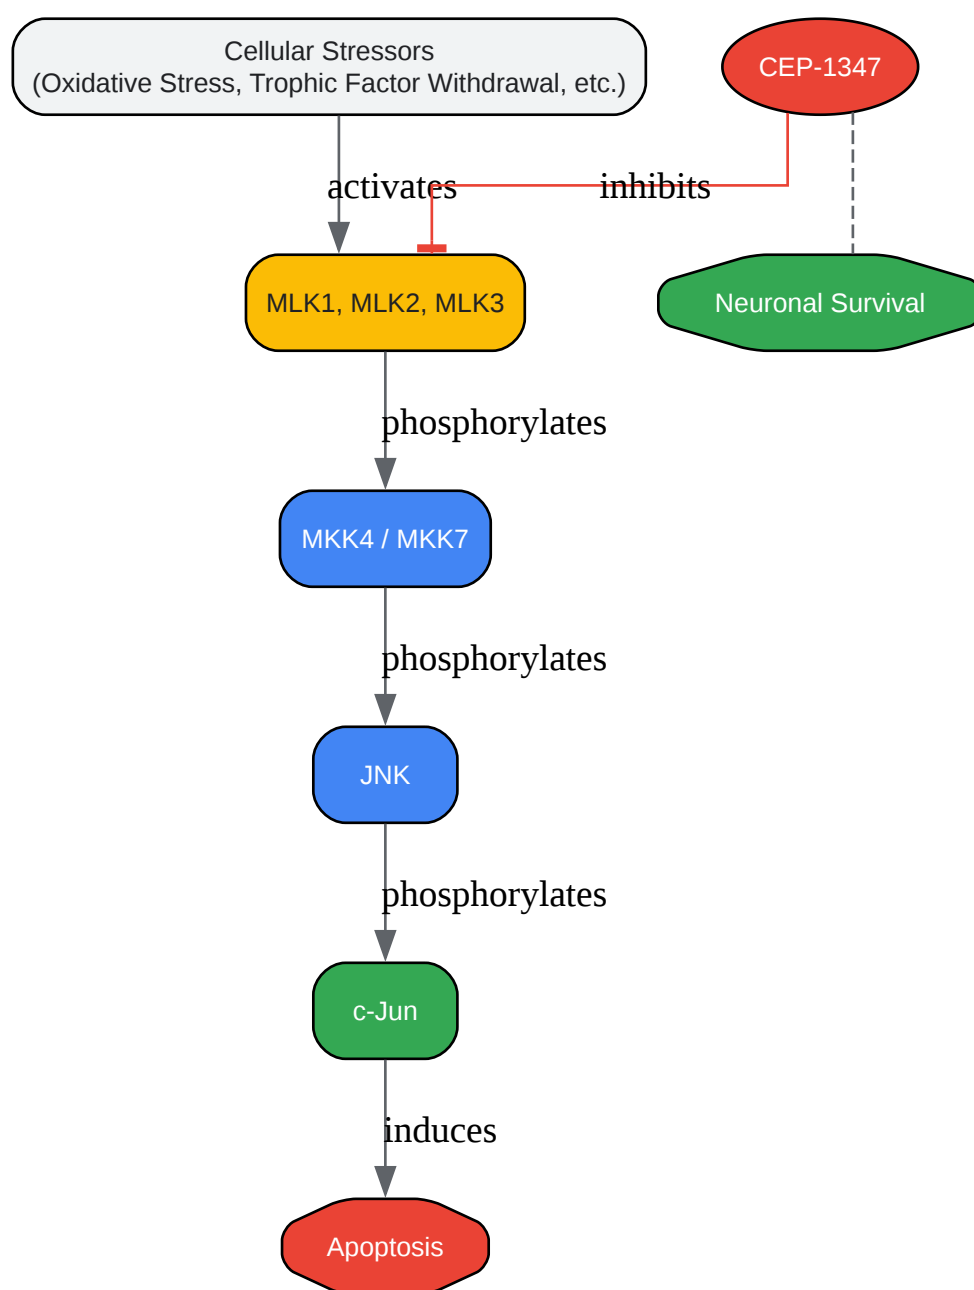 Cellular Stressors
(Oxidative Stress, Trophic Factor Withdrawal, etc.)
CEP-1347
activates
inhibits
MLK1, MLK2, MLK3
Neuronal Survival
phosphorylates
MKK4 / MKK7
phosphorylates
JNK
phosphorylates
c-Jun
induces
Apoptosis